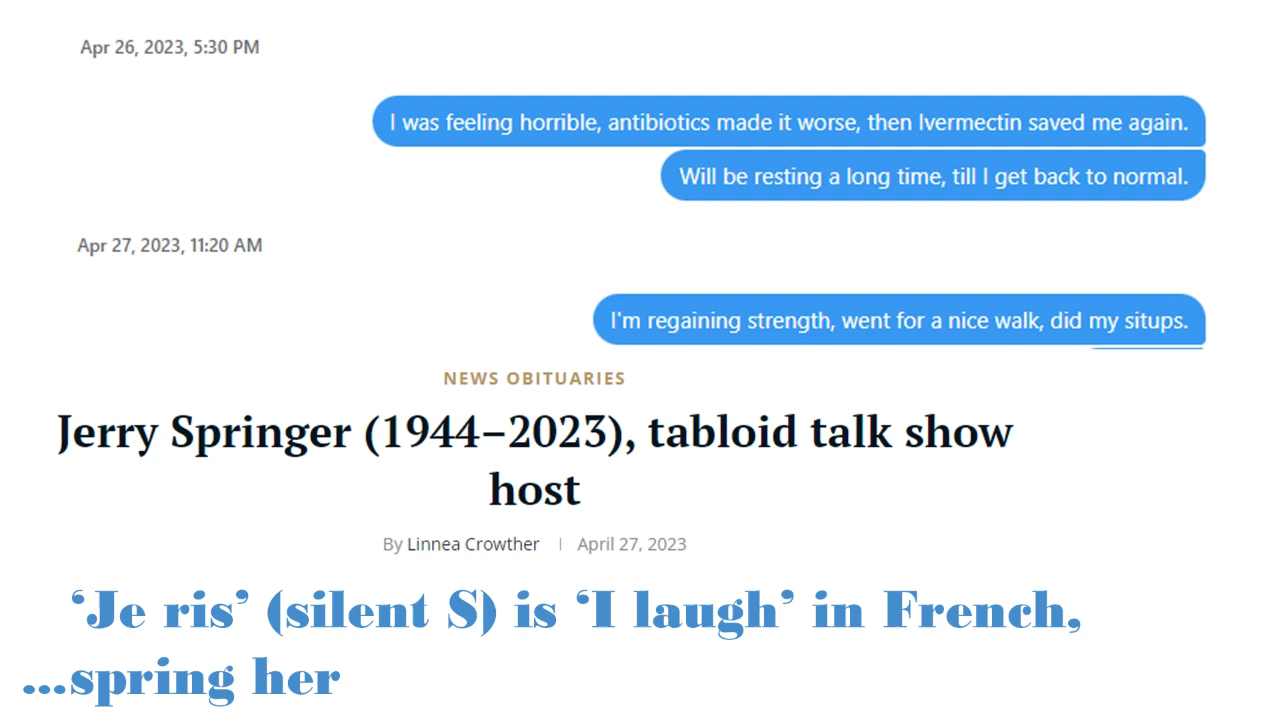 Apr 26, 2023, 5:30 PM
I was feeling horrible, antibiotics made it worse, then Ivermectin saved me again.
Will be resting a long time, till I get back to normal.
Apr 27, 2023, 11:20 AM
I'm regaining strength, went for a nice walk, did my situps.
NEWS OBITUARIES
Jerry Springer (1944–2023), tabloid talk show
host
By Linnea Crowther | April 27, 2023
‘Je ris’ (silent S) is ‘I laugh’ in French,
...spring her